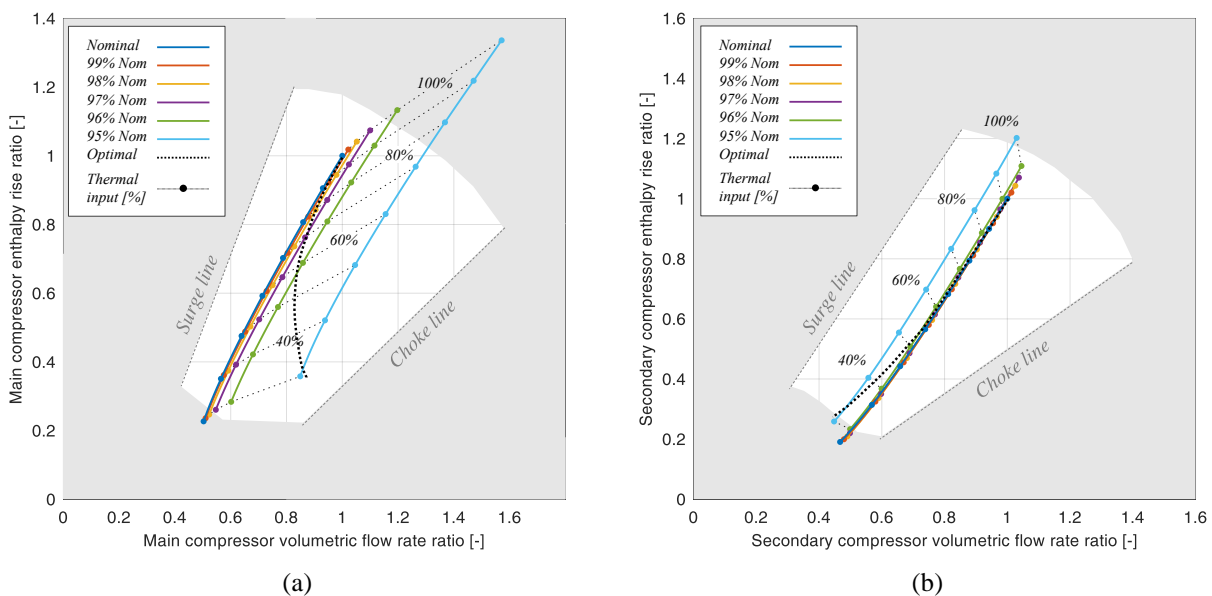 1.4
1.2
1
0.8
0.6
0.4
0.2
0
0
0.2
0.4
0.6
0.8
1
1.2
1.4
1.6
Main compressor enthalpy rise ratio [-]
Main compressor volumetric flow rate ratio [-]
Nominal
99% Nom
98% Nom
97% Nom
96% Nom
95% Nom
Optimal
Thermal
input [%]
100%
80%
60%
40%
Surge line
Choke line
(a)
1.6
1.4
1.2
1
0.8
0.6
0.4
0.2
0
0
0.2
0.4
0.6
0.8
1
1.2
1.4
1.6
Secondary compressor enthalpy rise ratio [-]
Secondary compressor volumetric flow rate ratio [-]
Nominal
99% Nom
98% Nom
97% Nom
96% Nom
95% Nom
Optimal
Thermal
input [%]
100%
80%
60%
40%
Surge line
Choke line
(b)